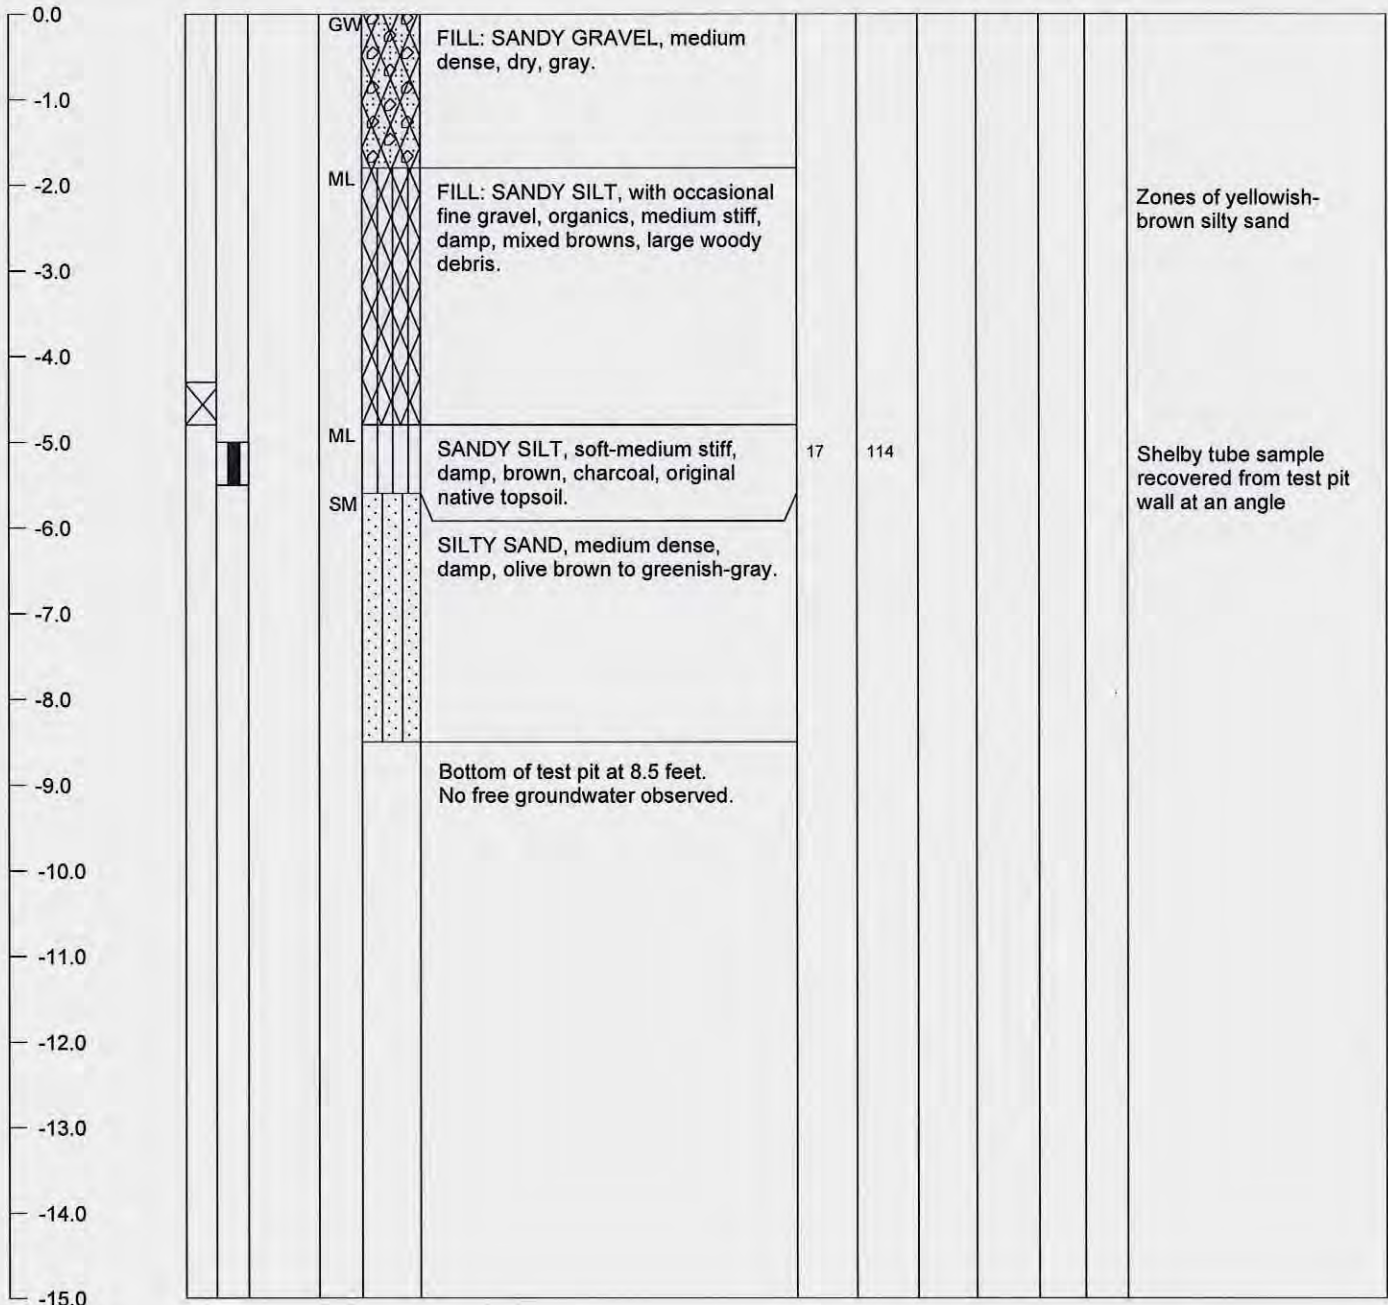 0.0
GW
FILL: SANDY GRAVEL, medium
dense, dry, gray.
-1.0
-2.0
ML
FILL: SANDY SILT, with occasional
fine gravel, organics, medium stiff,
damp, mixed browns, large woody
debris.
Zones of yellowish-
brown silty sand
-3.0
-4.0
-5.0
ML
SANDY SILT, soft-medium stiff,
damp, brown, charcoal, original
native topsoil.
17
114
Shelby tube sample
recovered from test pit
wall at an angle
SM
-6.0
SILTY SAND, medium dense,
damp, olive brown to greenish-gray.
-7.0
-8.0
Bottom of test pit at 8.5 feet.
No free groundwater observed.
-9.0
-10.0
-11.0
-12.0
-13.0
-14.0
-15.0